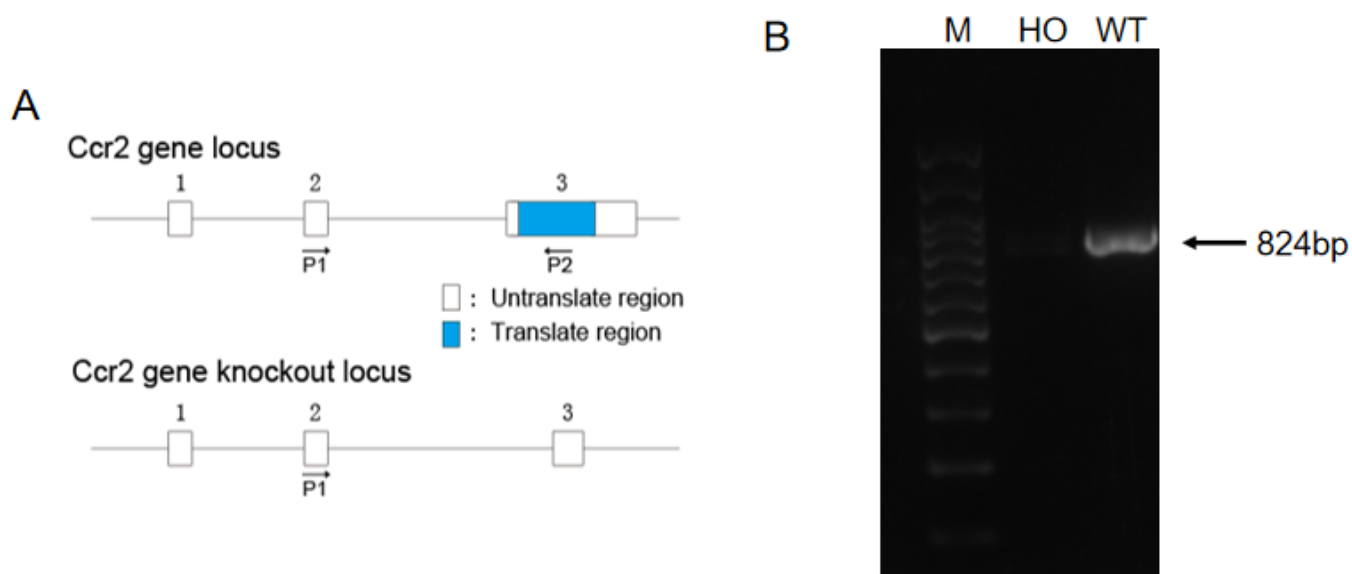 A
Ccr2 gene locus
1 2 3
P1 P2
: Untranslate region
: Translate region
Ccr2 gene knockout locus
1 2 3
P1
B
M HO WT
824bp